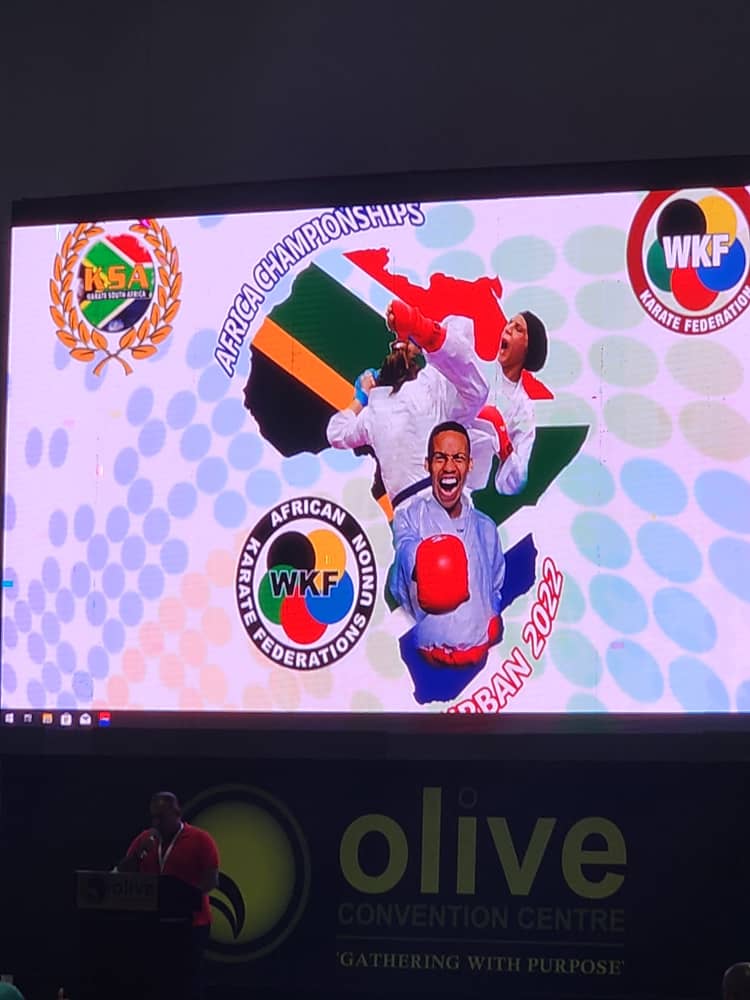 AFRICA CHAMPIONSHIPS
KSA
KARATE SOUTH AFRICA
WKF
KARATE FEDERATION
AFRICAN
UNION
KARATE FEDERATIONS
WKF
2022
olive
olive
CONVENTION CENTRE
'GATHERING WITH PURPOSE'